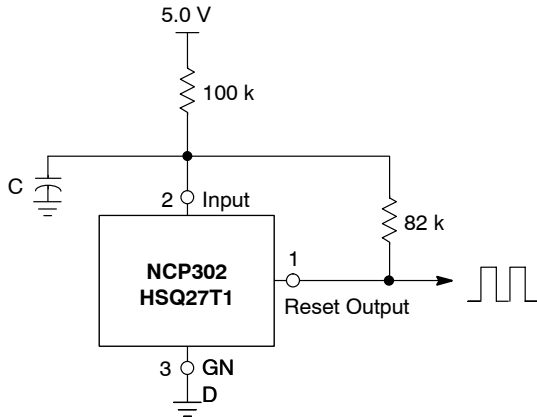 5.0 V
100 k
C
2 Input
82 k
NCP302
HSQ27T1
1
Reset Output
3 GN
D